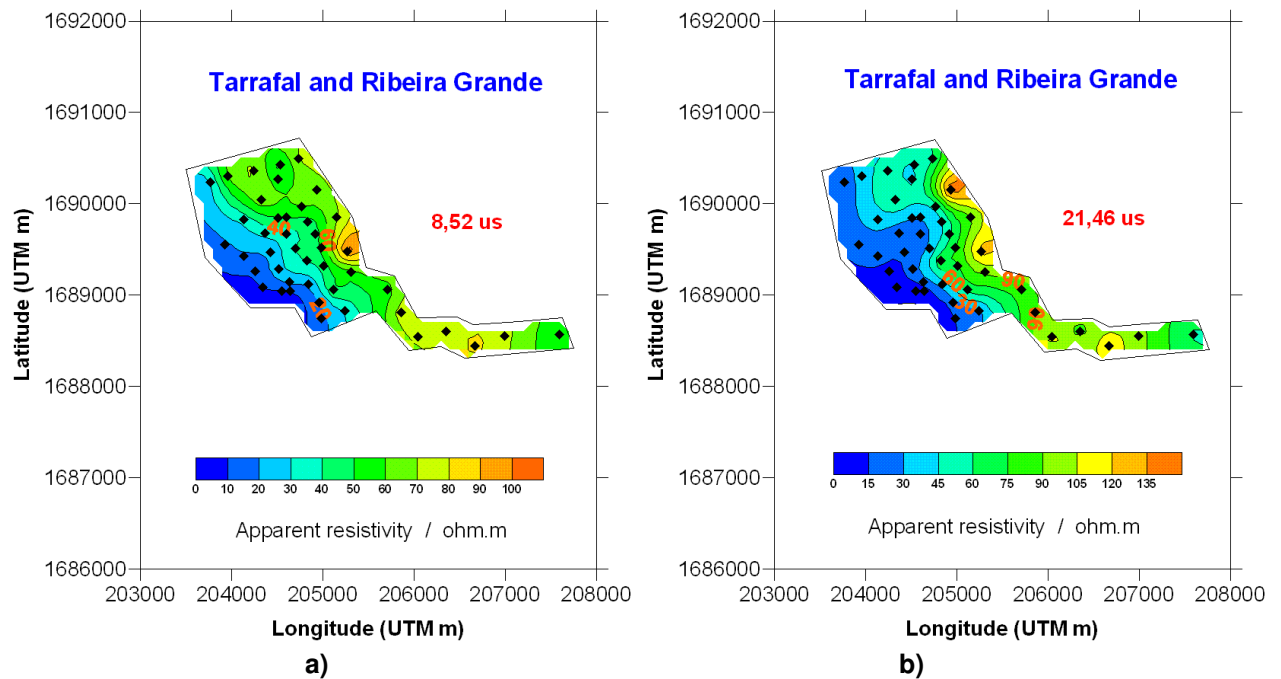 1692000
1691000
1690000
1689000
1688000
1687000
1686000
Latitude (UTM m)
Tarrafal and Ribeira Grande
8,52 us
40
60
20
0 10 20 30 40 50 60 70 80 90 100
Apparent resistivity / ohm.m
203000 204000 205000 206000 207000 208000
Longitude (UTM m)
a)
1692000
1691000
1690000
1689000
1688000
1687000
1686000
Latitude (UTM m)
Tarrafal and Ribeira Grande
21,46 us
60
30
90
90
0 15 30 45 60 75 90 105 120 135
Apparent resistivity / ohm.m
203000 204000 205000 206000 207000 208000
Longitude (UTM m)
b)